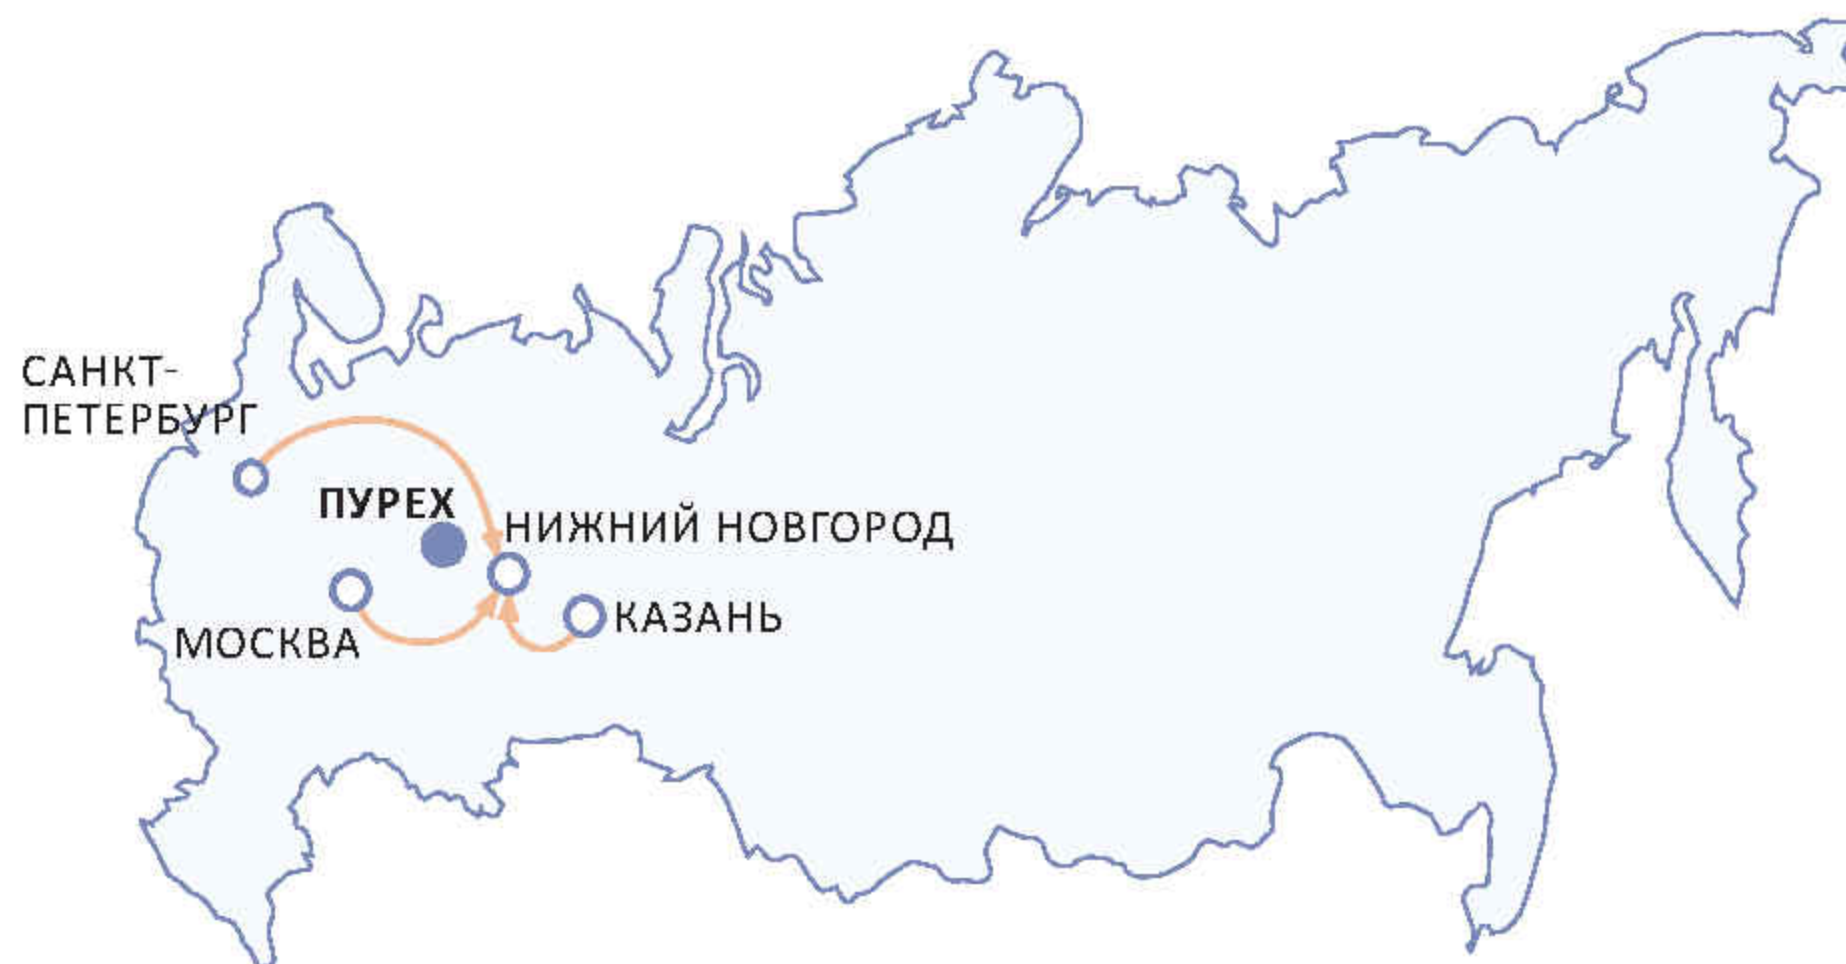 САНКТ-
ПЕТЕРБУРГ
ПУРЕХ
НИЖНИЙ НОВГОРОД
КАЗАНЬ
МОСКВА